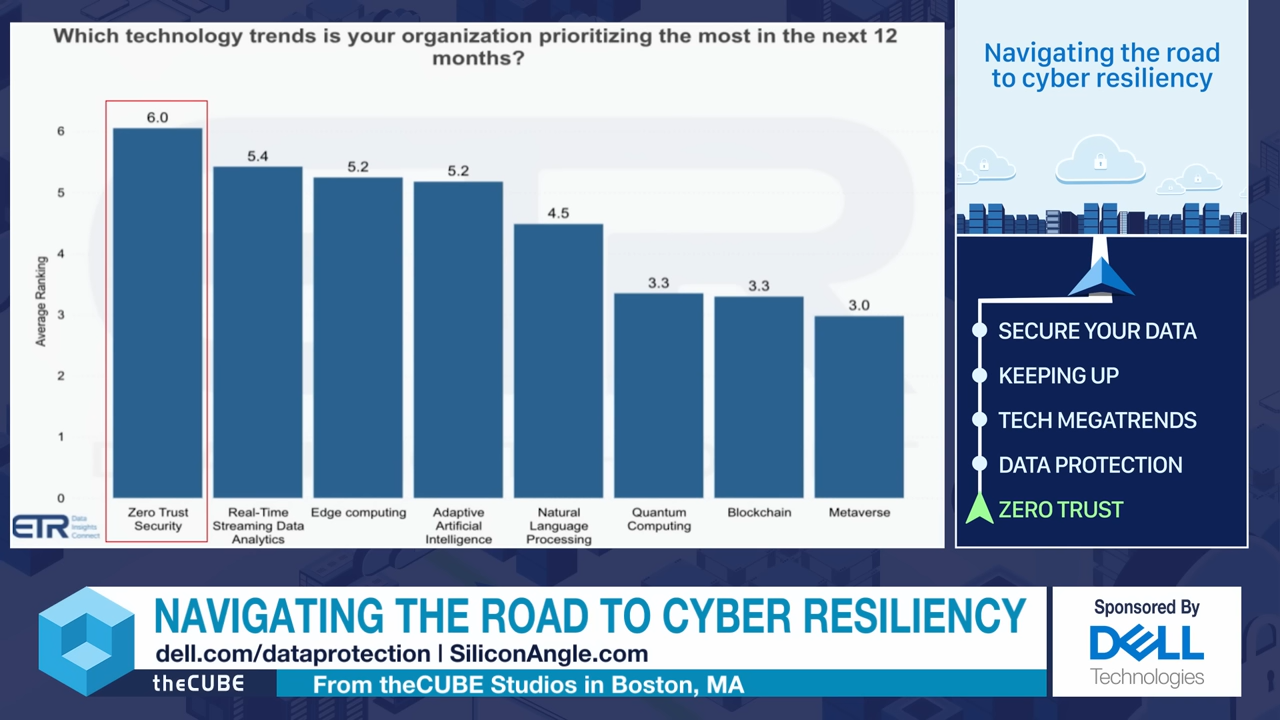 Which technology trends is your organization prioritizing the most in the next 12
months?
Average Ranking
6
5
4
3
2
1
0
6.0
5.4
5.2
5.2
4.5
3.3
3.3
3.0
Zero Trust
Security
Real-Time
Streaming Data
Analytics
Edge computing
Adaptive
Artificial
Intelligence
Natural
Language
Processing
Quantum
Computing
Blockchain
Metaverse
ETR
Data
Insights
Connect
Navigating the road
to cyber resiliency
SECURE YOUR DATA
KEEPING UP
TECH MEGATRENDS
DATA PROTECTION
ZERO TRUST
NAVIGATING THE ROAD TO CYBER RESILIENCY
dell.com/dataprotection | SiliconAngle.com
theCUBE
From theCUBE Studios in Boston, MA
Sponsored By
DELL
Technologies